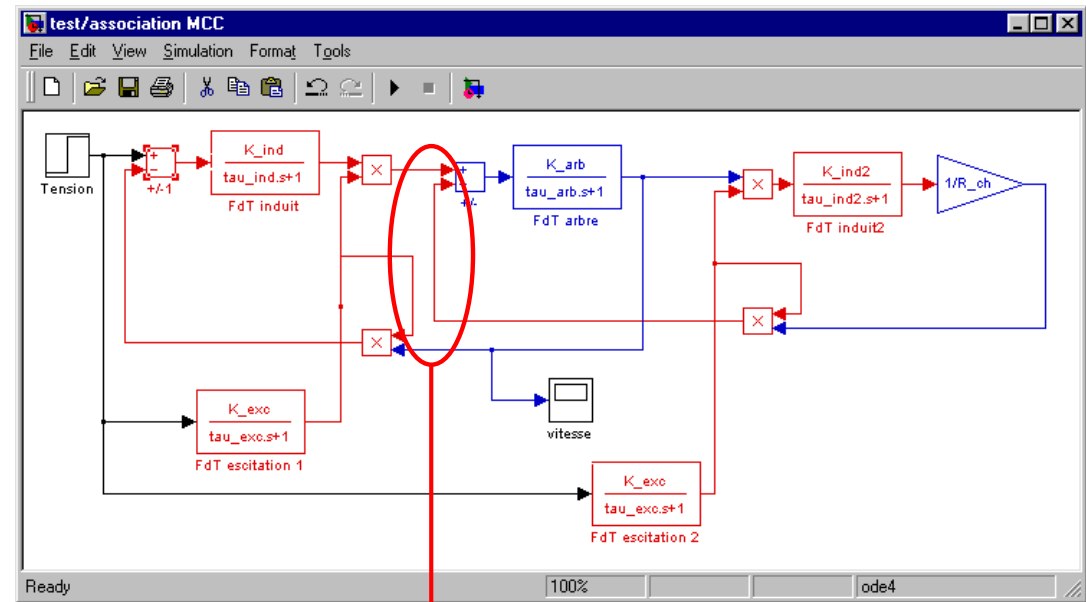 test/association MCC
File Edit View Simulation Format Tools
Tension
+
−
+/-1
K_ind
tau_ind.s+1
FdT induit
×
+
+/-
K_arb
tau_arb.s+1
FdT arbre
×
K_ind2
tau_ind2.s+1
FdT induit2
1/R_ch
×
×
K_exc
tau_exc.s+1
FdT escitation 1
vitesse
K_exc
tau_exc.s+1
FdT escitation 2
Ready 100% ode4